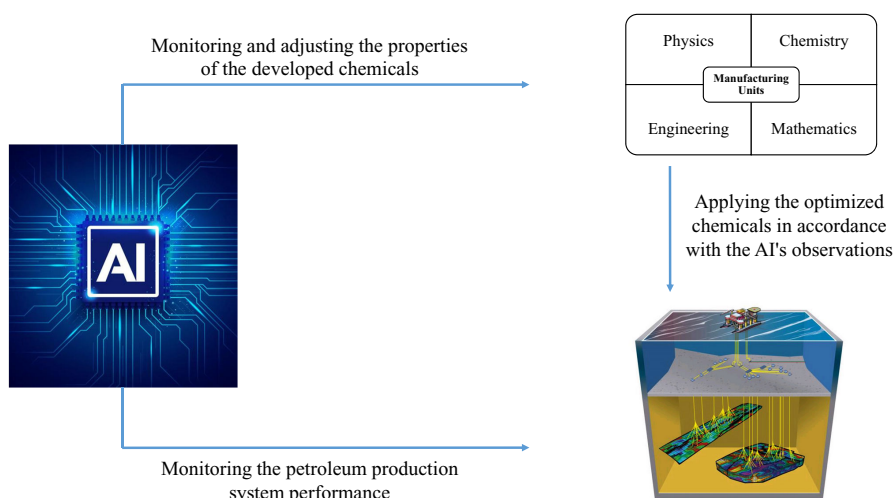 Monitoring and adjusting the properties
of the developed chemicals
Physics
Chemistry
Manufacturing
Units
Engineering
Mathematics
AI
Applying the optimized
chemicals in accordance
with the AI's observations
Monitoring the petroleum production
system performance